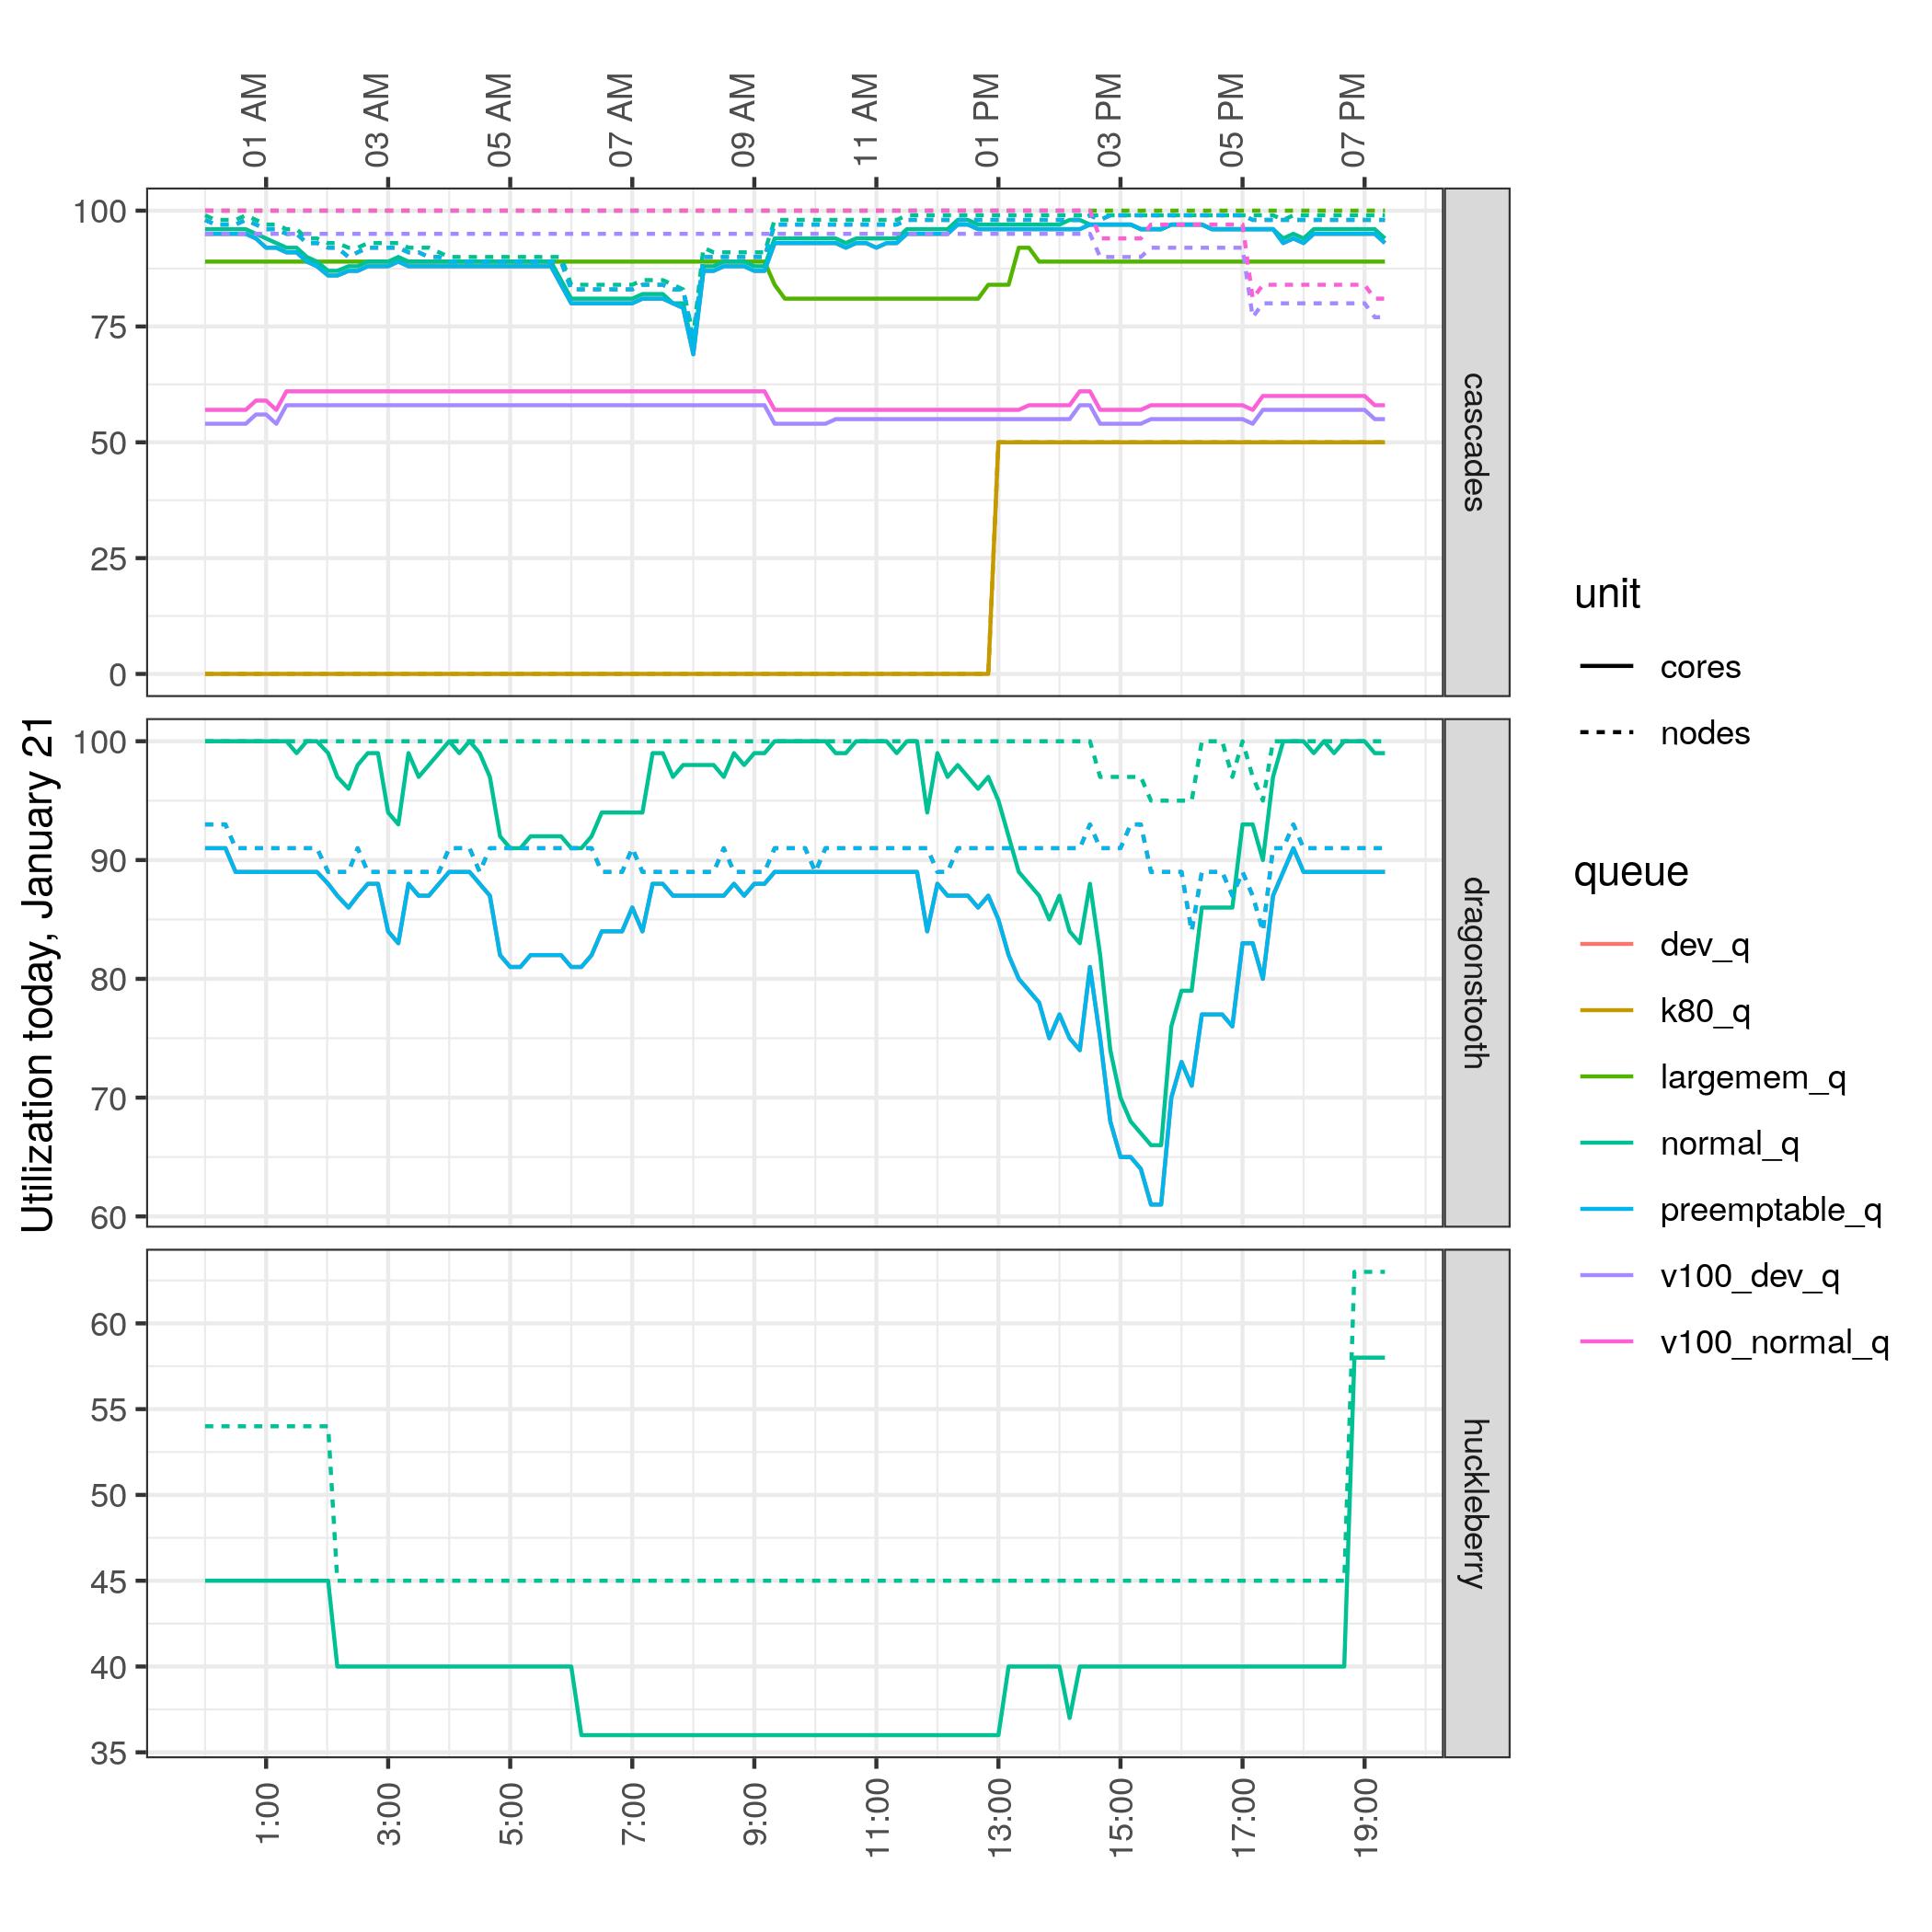 01 AM
03 AM
05 AM
07 AM
09 AM
11 AM
01 PM
03 PM
05 PM
07 PM
Utilization today, January 21
100
75
50
25
0
cascades
100
90
80
70
60
dragonstooth
60
55
50
45
40
35
huckleberry
1:00
3:00
5:00
7:00
9:00
11:00
13:00
15:00
17:00
19:00
unit
cores
nodes
queue
dev_q
k80_q
largemem_q
normal_q
preemptable_q
v100_dev_q
v100_normal_q